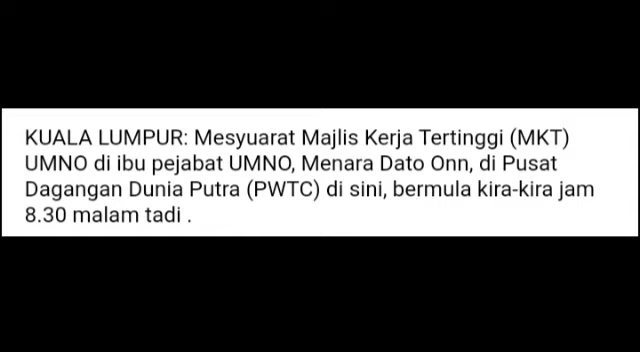 KUALA LUMPUR: Mesyuarat Majlis Kerja Tertinggi (MKT)
UMNO di ibu pejabat UMNO, Menara Dato Onn, di Pusat
Dagangan Dunia Putra (PWTC) di sini, bermula kira-kira jam
8.30 malam tadi .